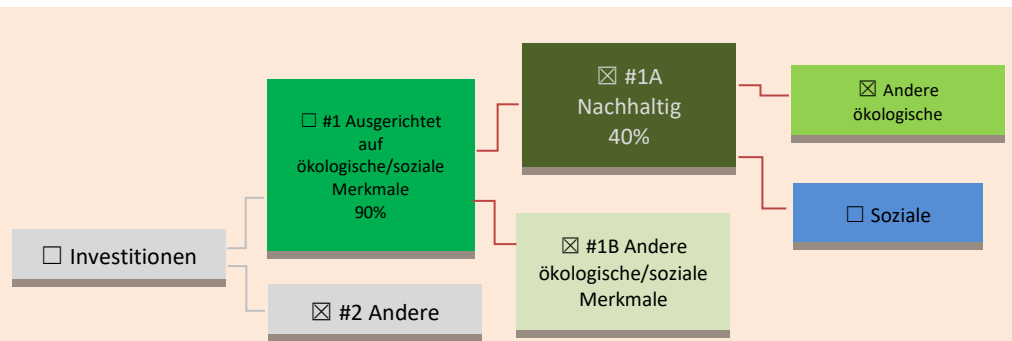 ☒ #1A
Nachhaltig
40%
☒ Andere
ökologische
☐ #1 Ausgerichtet
auf
ökologische/soziale
Merkmale
90%
☐ Soziale
☐ Investitionen
☒ #1B Andere
ökologische/soziale
Merkmale
☒ #2 Andere